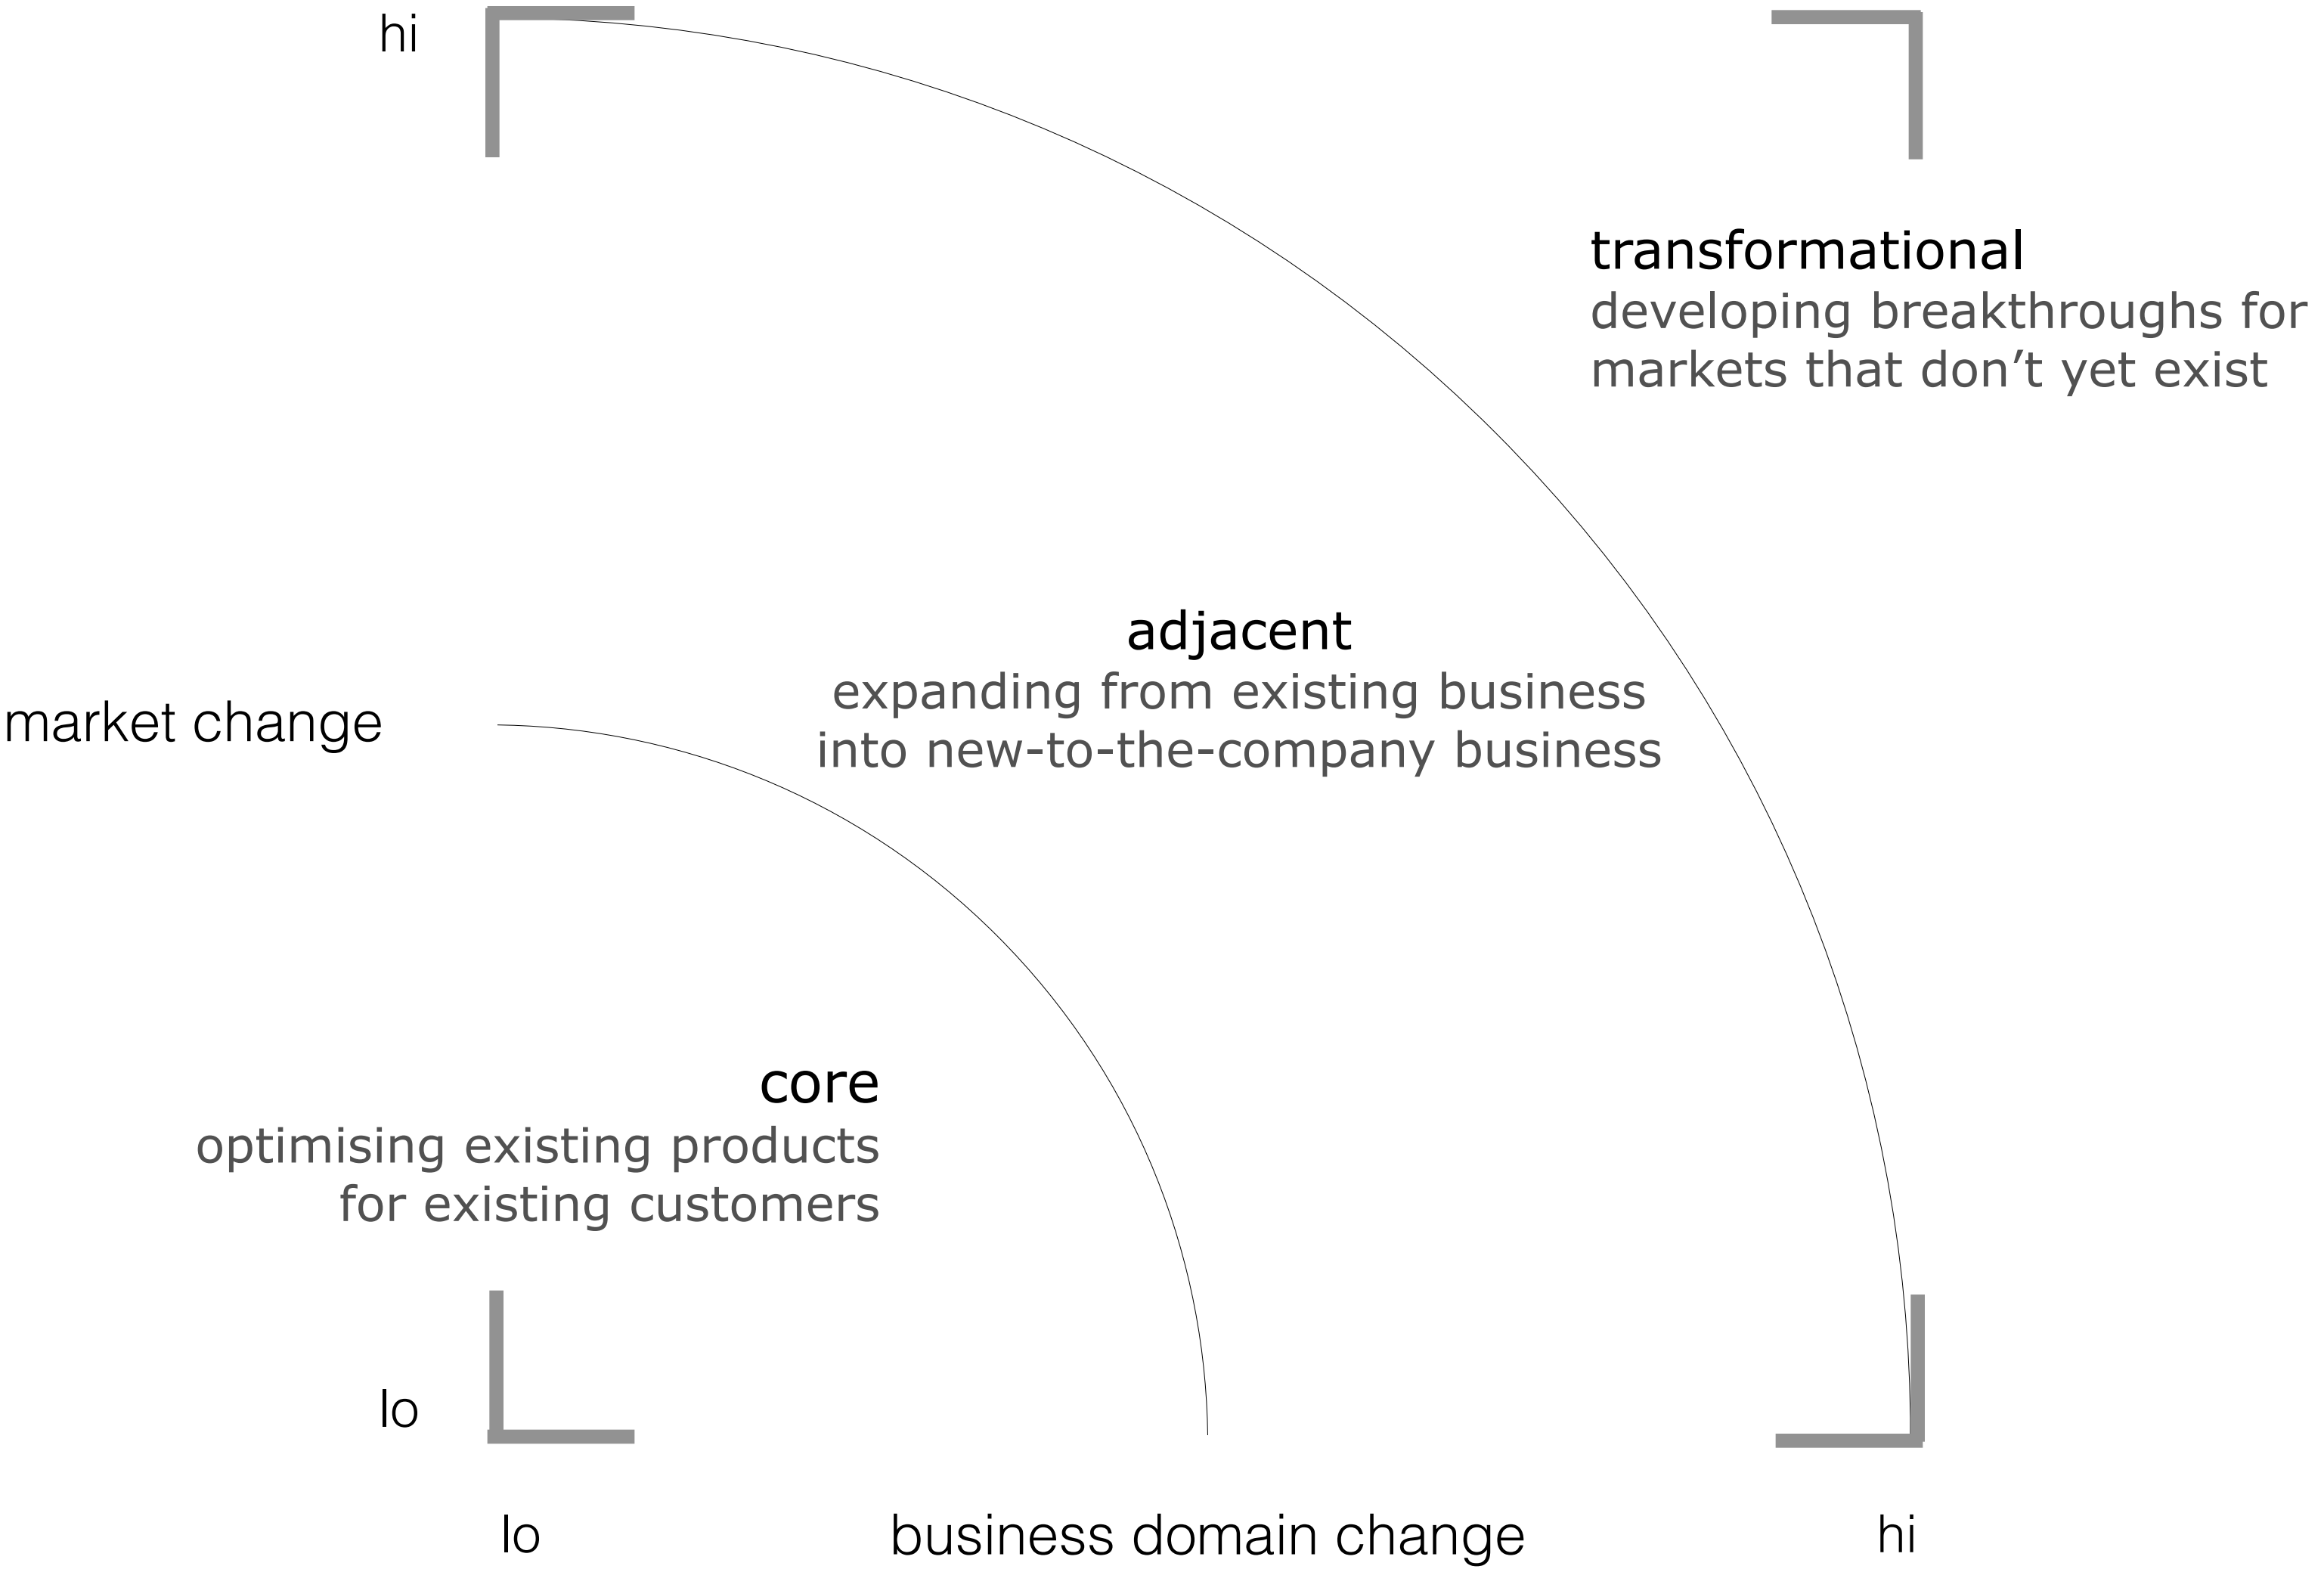 hi
transformational
developing breakthroughs for
markets that don’t yet exist
adjacent
expanding from existing business
into new-to-the-company business
market change
core
optimising existing products
for existing customers
lo
lo
business domain change
hi